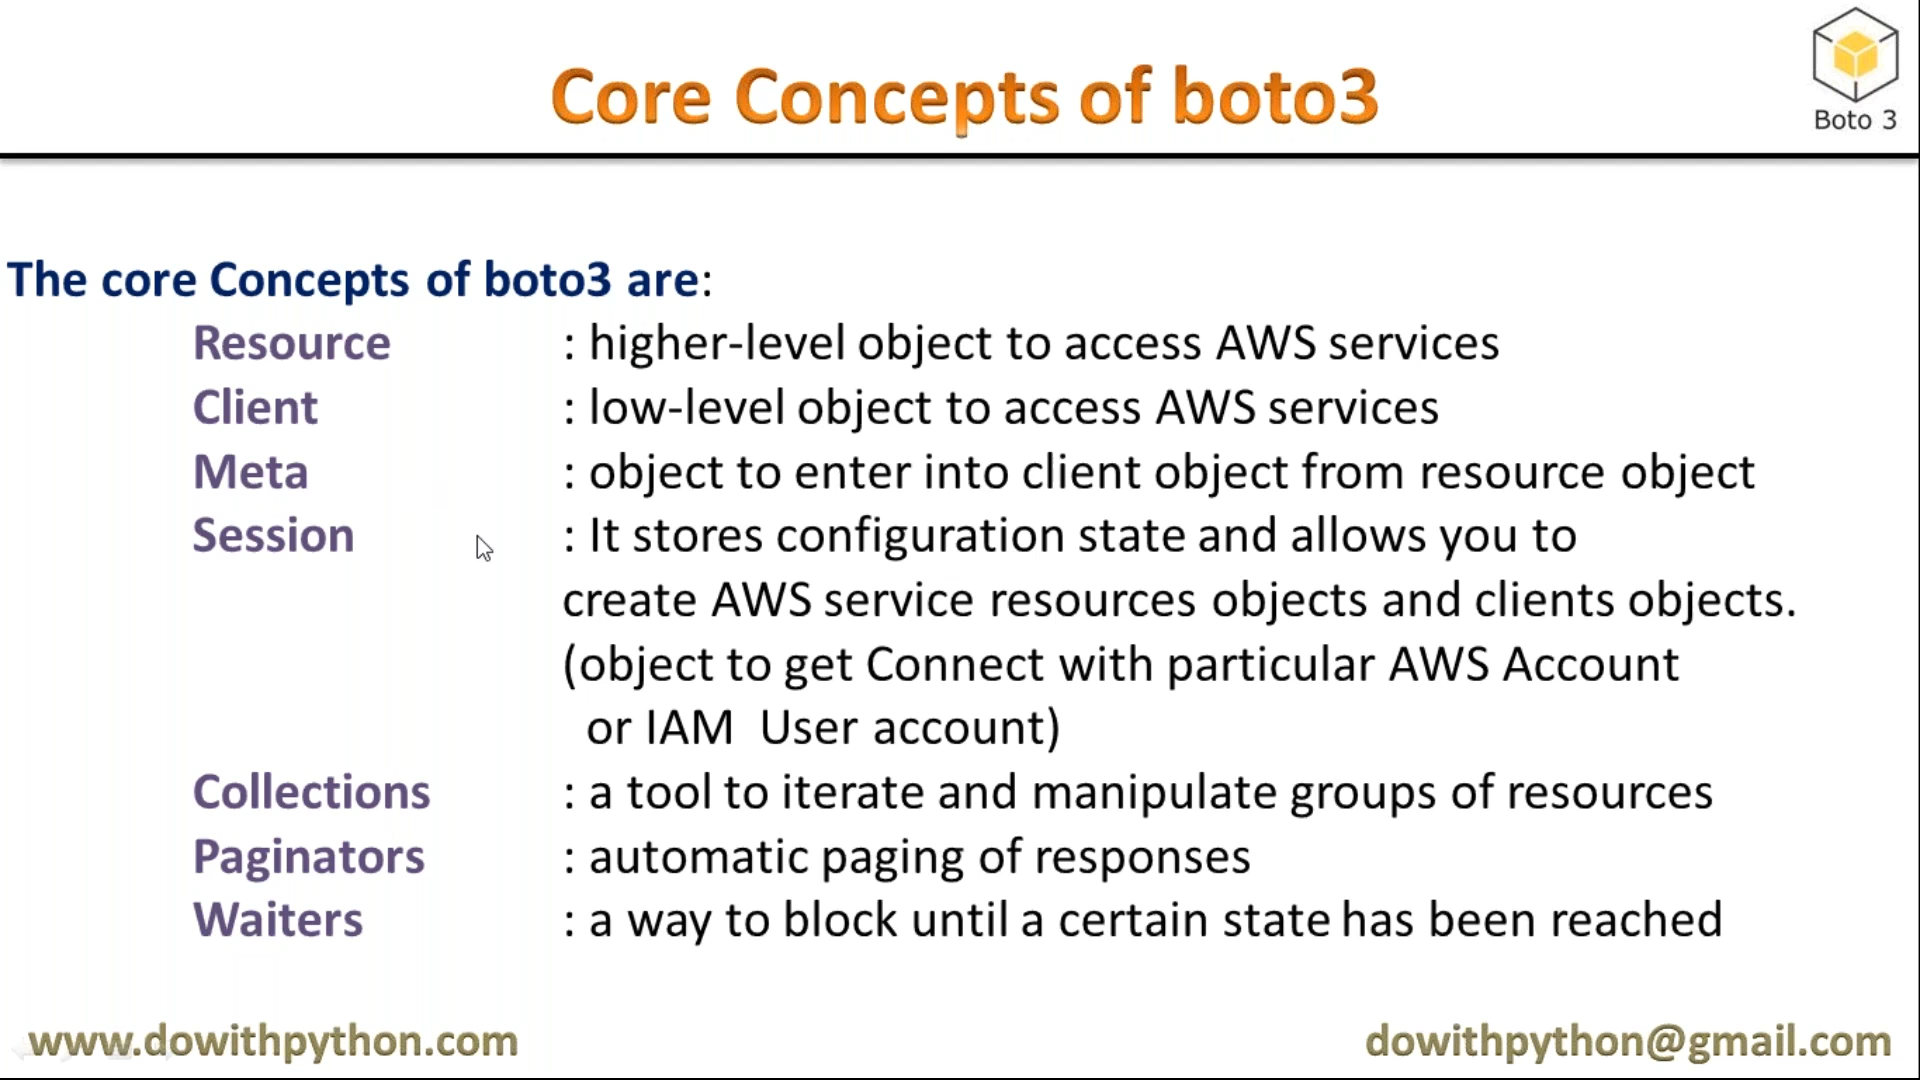 Core Concepts of boto3
Boto 3
The core Concepts of boto3 are:
Resource : higher-level object to access AWS services
Client : low-level object to access AWS services
Meta : object to enter into client object from resource object
Session : It stores configuration state and allows you to
create AWS service resources objects and clients objects.
(object to get Connect with particular AWS Account
or IAM User account)
Collections : a tool to iterate and manipulate groups of resources
Paginators : automatic paging of responses
Waiters : a way to block until a certain state has been reached
www.dowithpython.com
dowithpython@gmail.com